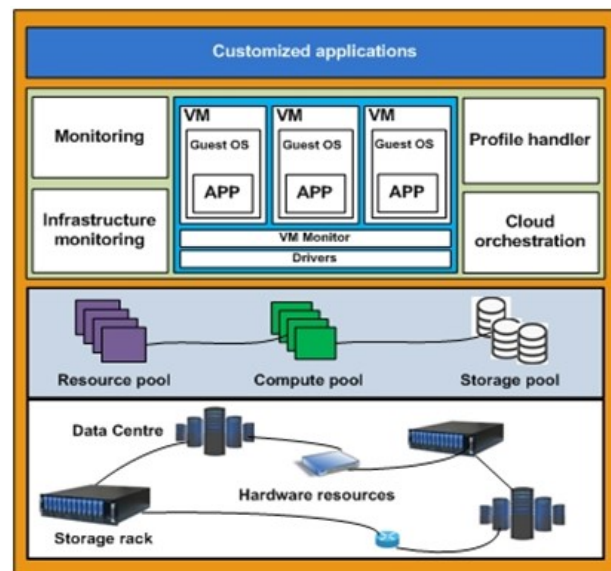 Customized applications
Monitoring
Infrastructure
monitoring
VM
Guest OS
APP
VM
Guest OS
APP
VM
Guest OS
APP
VM Monitor
Drivers
Profile handler
Cloud
orchestration
Resource pool
Compute pool
Storage pool
Data Centre
Hardware resources
Storage rack